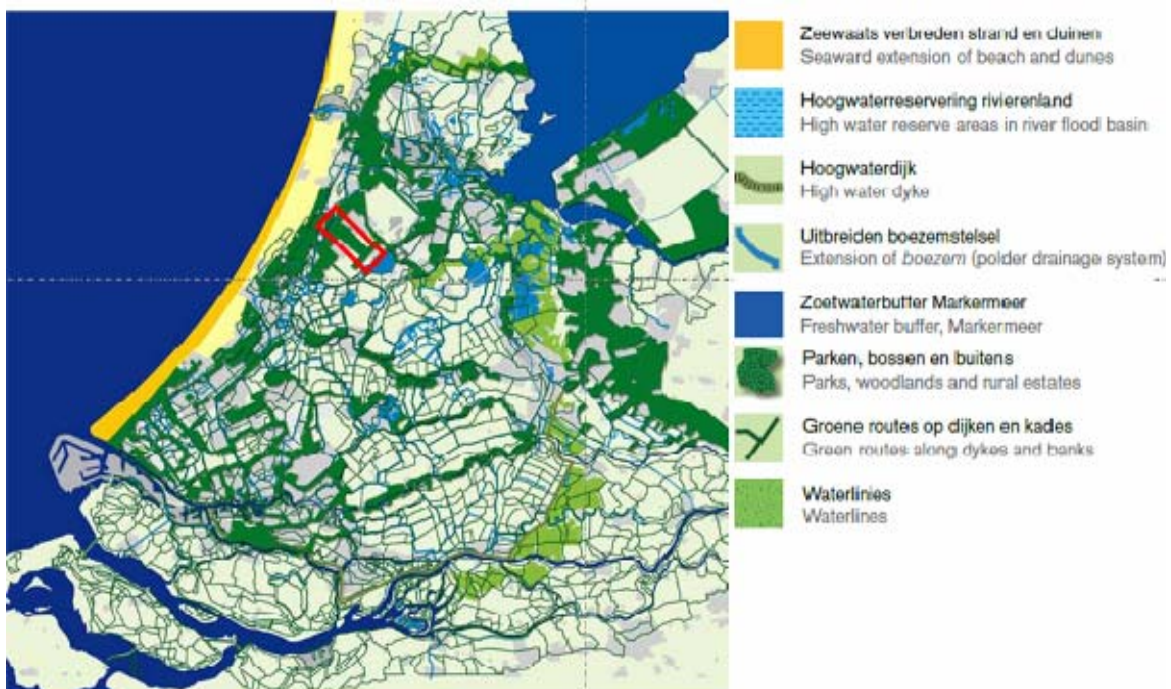 Zeewaats verbreden strand en duinen
Seaward extension of beach and dunes
Hoogwaterreservering rivierenland
High water reserve areas in river flood basin
Hoogwaterdijk
High water dyke
Uitbreiden boezemstelsel
Extension of boezem (polder drainage system)
Zoetwaterbuffer Markermeer
Freshwater buffer, Markermeer
Parken, bossen en buitens
Parks, woodlands and rural estates
Groene routes op dijken en kades
Green routes along dykes and banks
Waterlinies
Waterlines